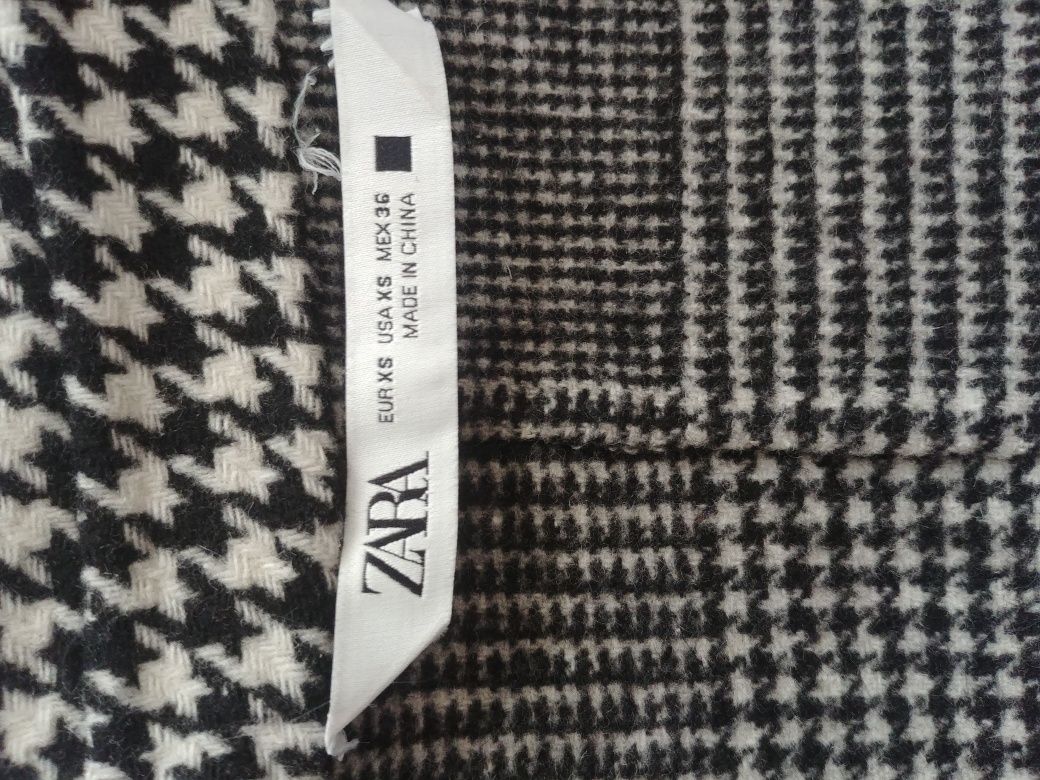 ZARA
EUR XS USA XS MEX 36
MADE IN CHINA